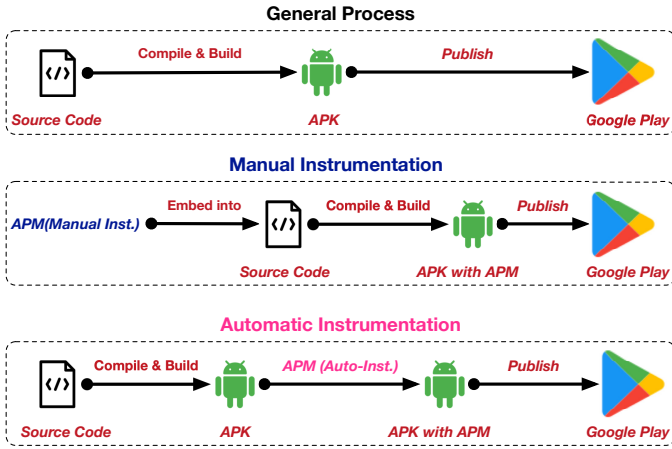 General Process
Compile & Build
Publish
</>
Source Code
APK
Google Play
Manual Instrumentation
APM(Manual Inst.)
Embed into
</>
Compile & Build
Publish
Source Code
APK with APM
Google Play
Automatic Instrumentation
Compile & Build
APM (Auto-Inst.)
Publish
</>
Source Code
APK
APK with APM
Google Play